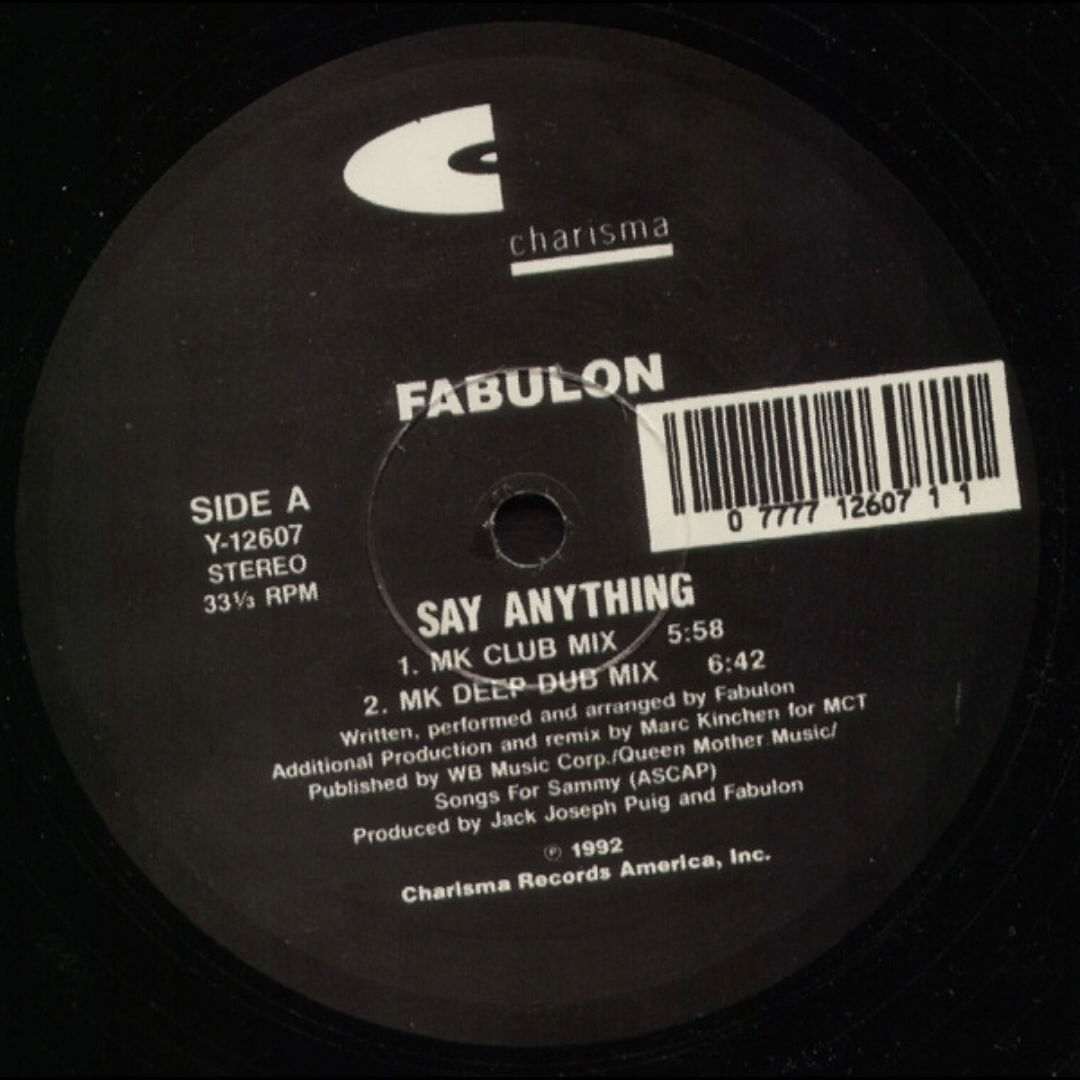 charisma
FABULON
0 7777 12607 1 1
SIDE A
Y-12607
STEREO
33⅓ RPM
SAY ANYTHING
1. MK CLUB MIX 5:58
2. MK DEEP DUB MIX 6:42
Written, performed and arranged by Fabulon
Additional Production and remix by Marc Kinchen for MCT
Published by WB Music Corp./Queen Mother Music/
Songs For Sammy (ASCAP)
Produced by Jack Joseph Puig and Fabulon
℗ 1992
Charisma Records America, Inc.